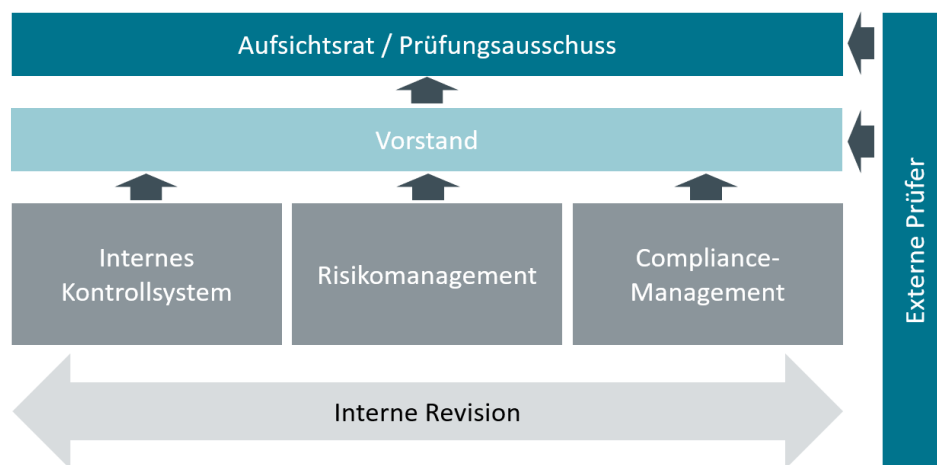 Aufsichtsrat / Prüfungsausschuss
Vorstand
Internes
Kontrollsystem
Risikomanagement
Compliance-
Management
Interne Revision
Externe Prüfer